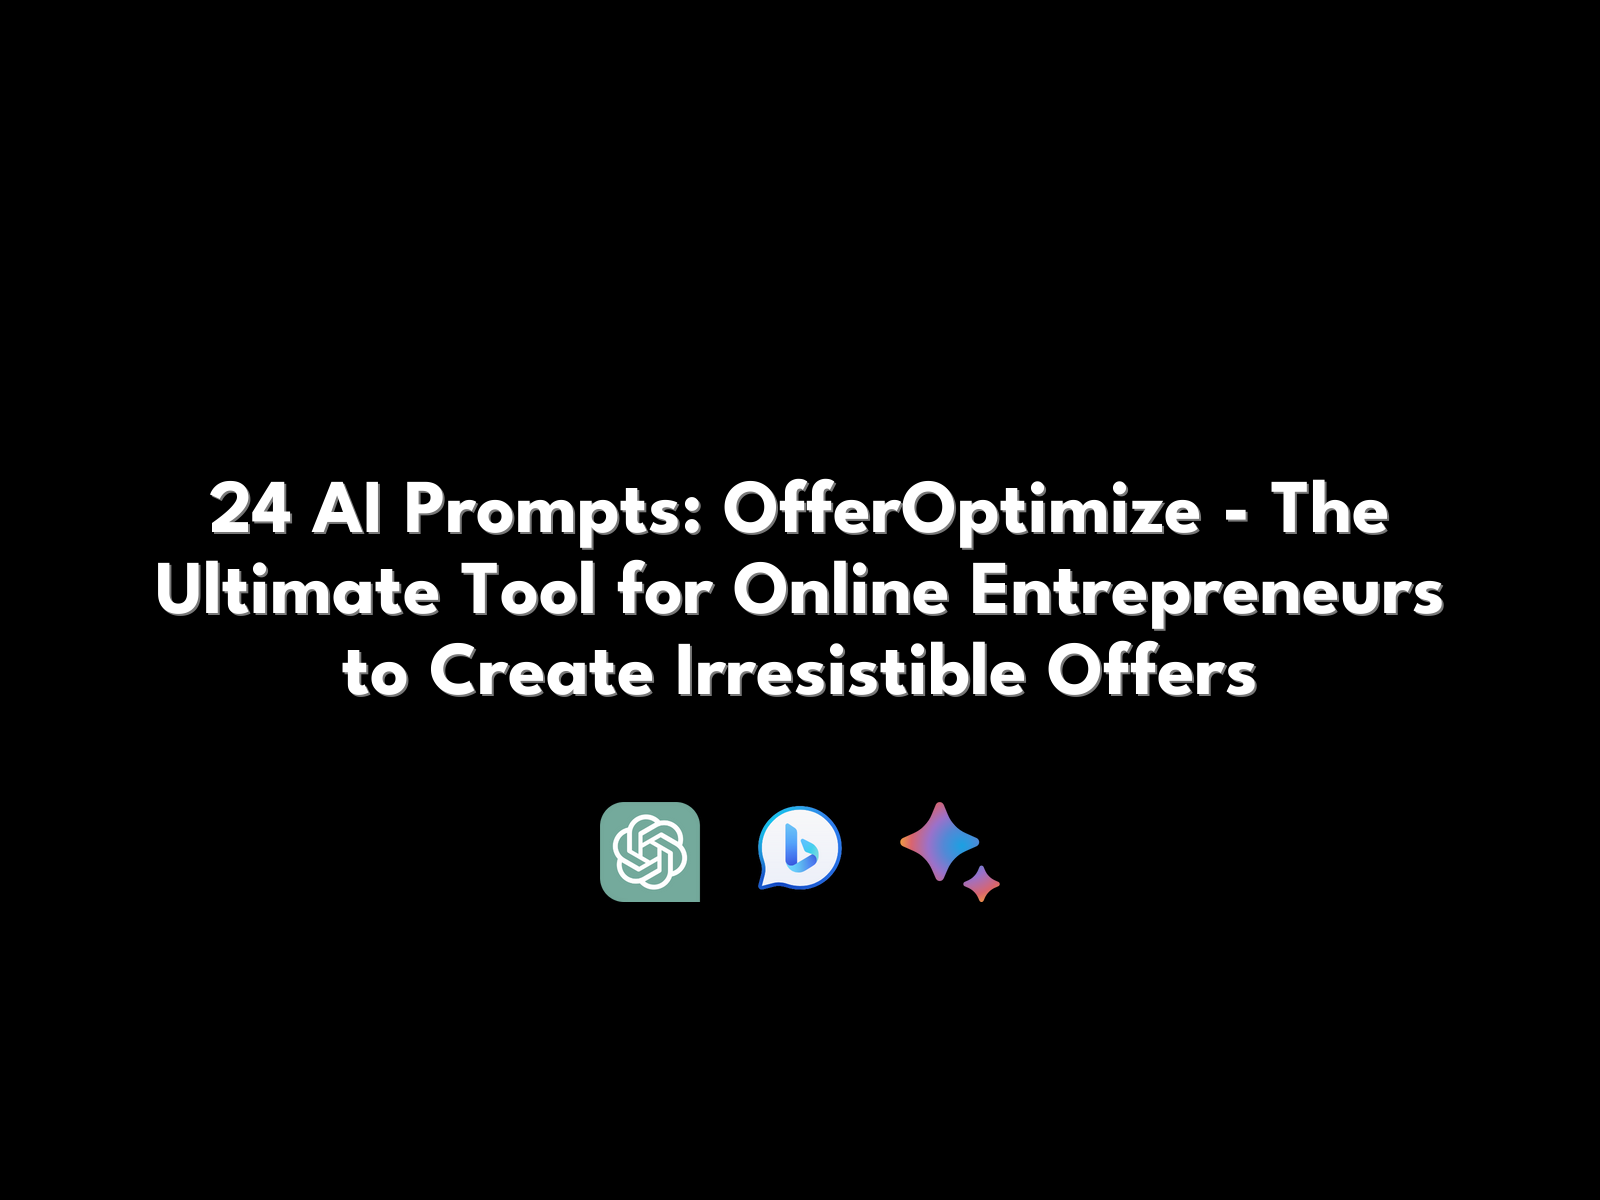 24 AI Prompts: OfferOptimize - The
Ultimate Tool for Online Entrepreneurs
to Create Irresistible Offers